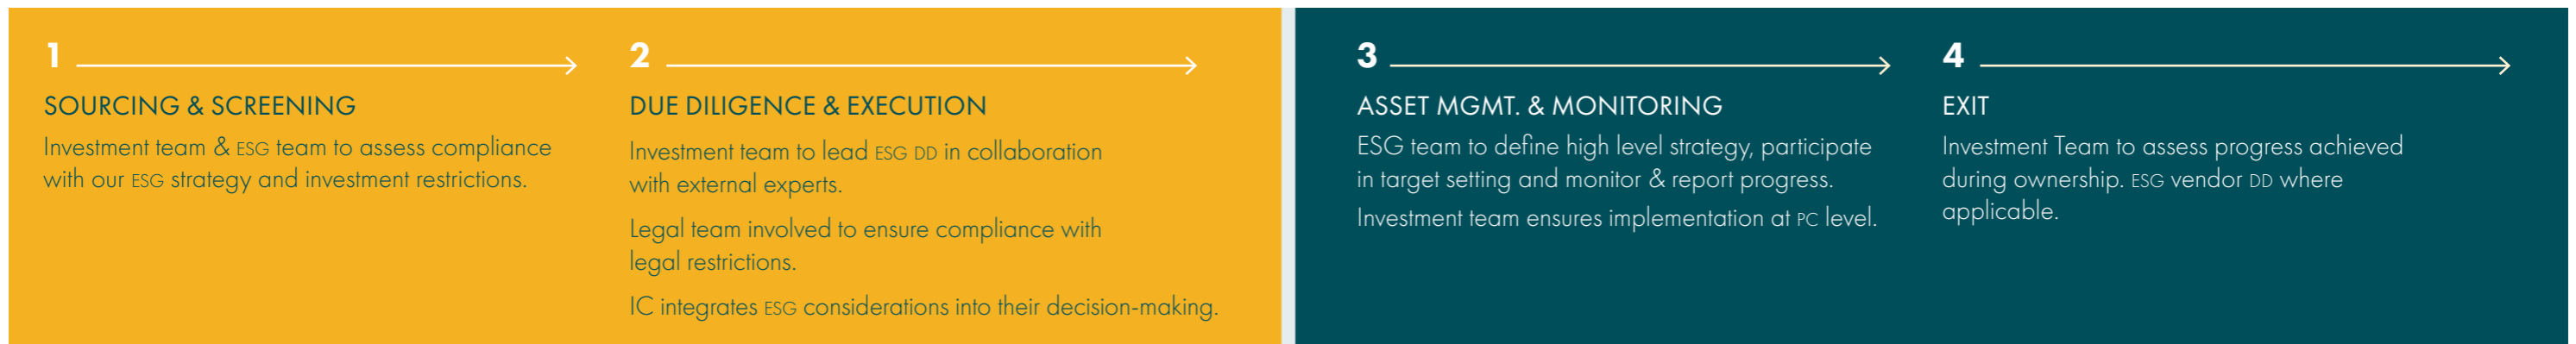 1
SOURCING & SCREENING
Investment team & ESG team to assess compliance
with our ESG strategy and investment restrictions.
2
DUE DILIGENCE & EXECUTION
Investment team to lead ESG DD in collaboration
with external experts.
Legal team involved to ensure compliance with
legal restrictions.
IC integrates ESG considerations into their decision-making.
3
ASSET MGMT. & MONITORING
ESG team to define high level strategy, participate
in target setting and monitor & report progress.
Investment team ensures implementation at PC level.
4
EXIT
Investment Team to assess progress achieved
during ownership. ESG vendor DD where
applicable.